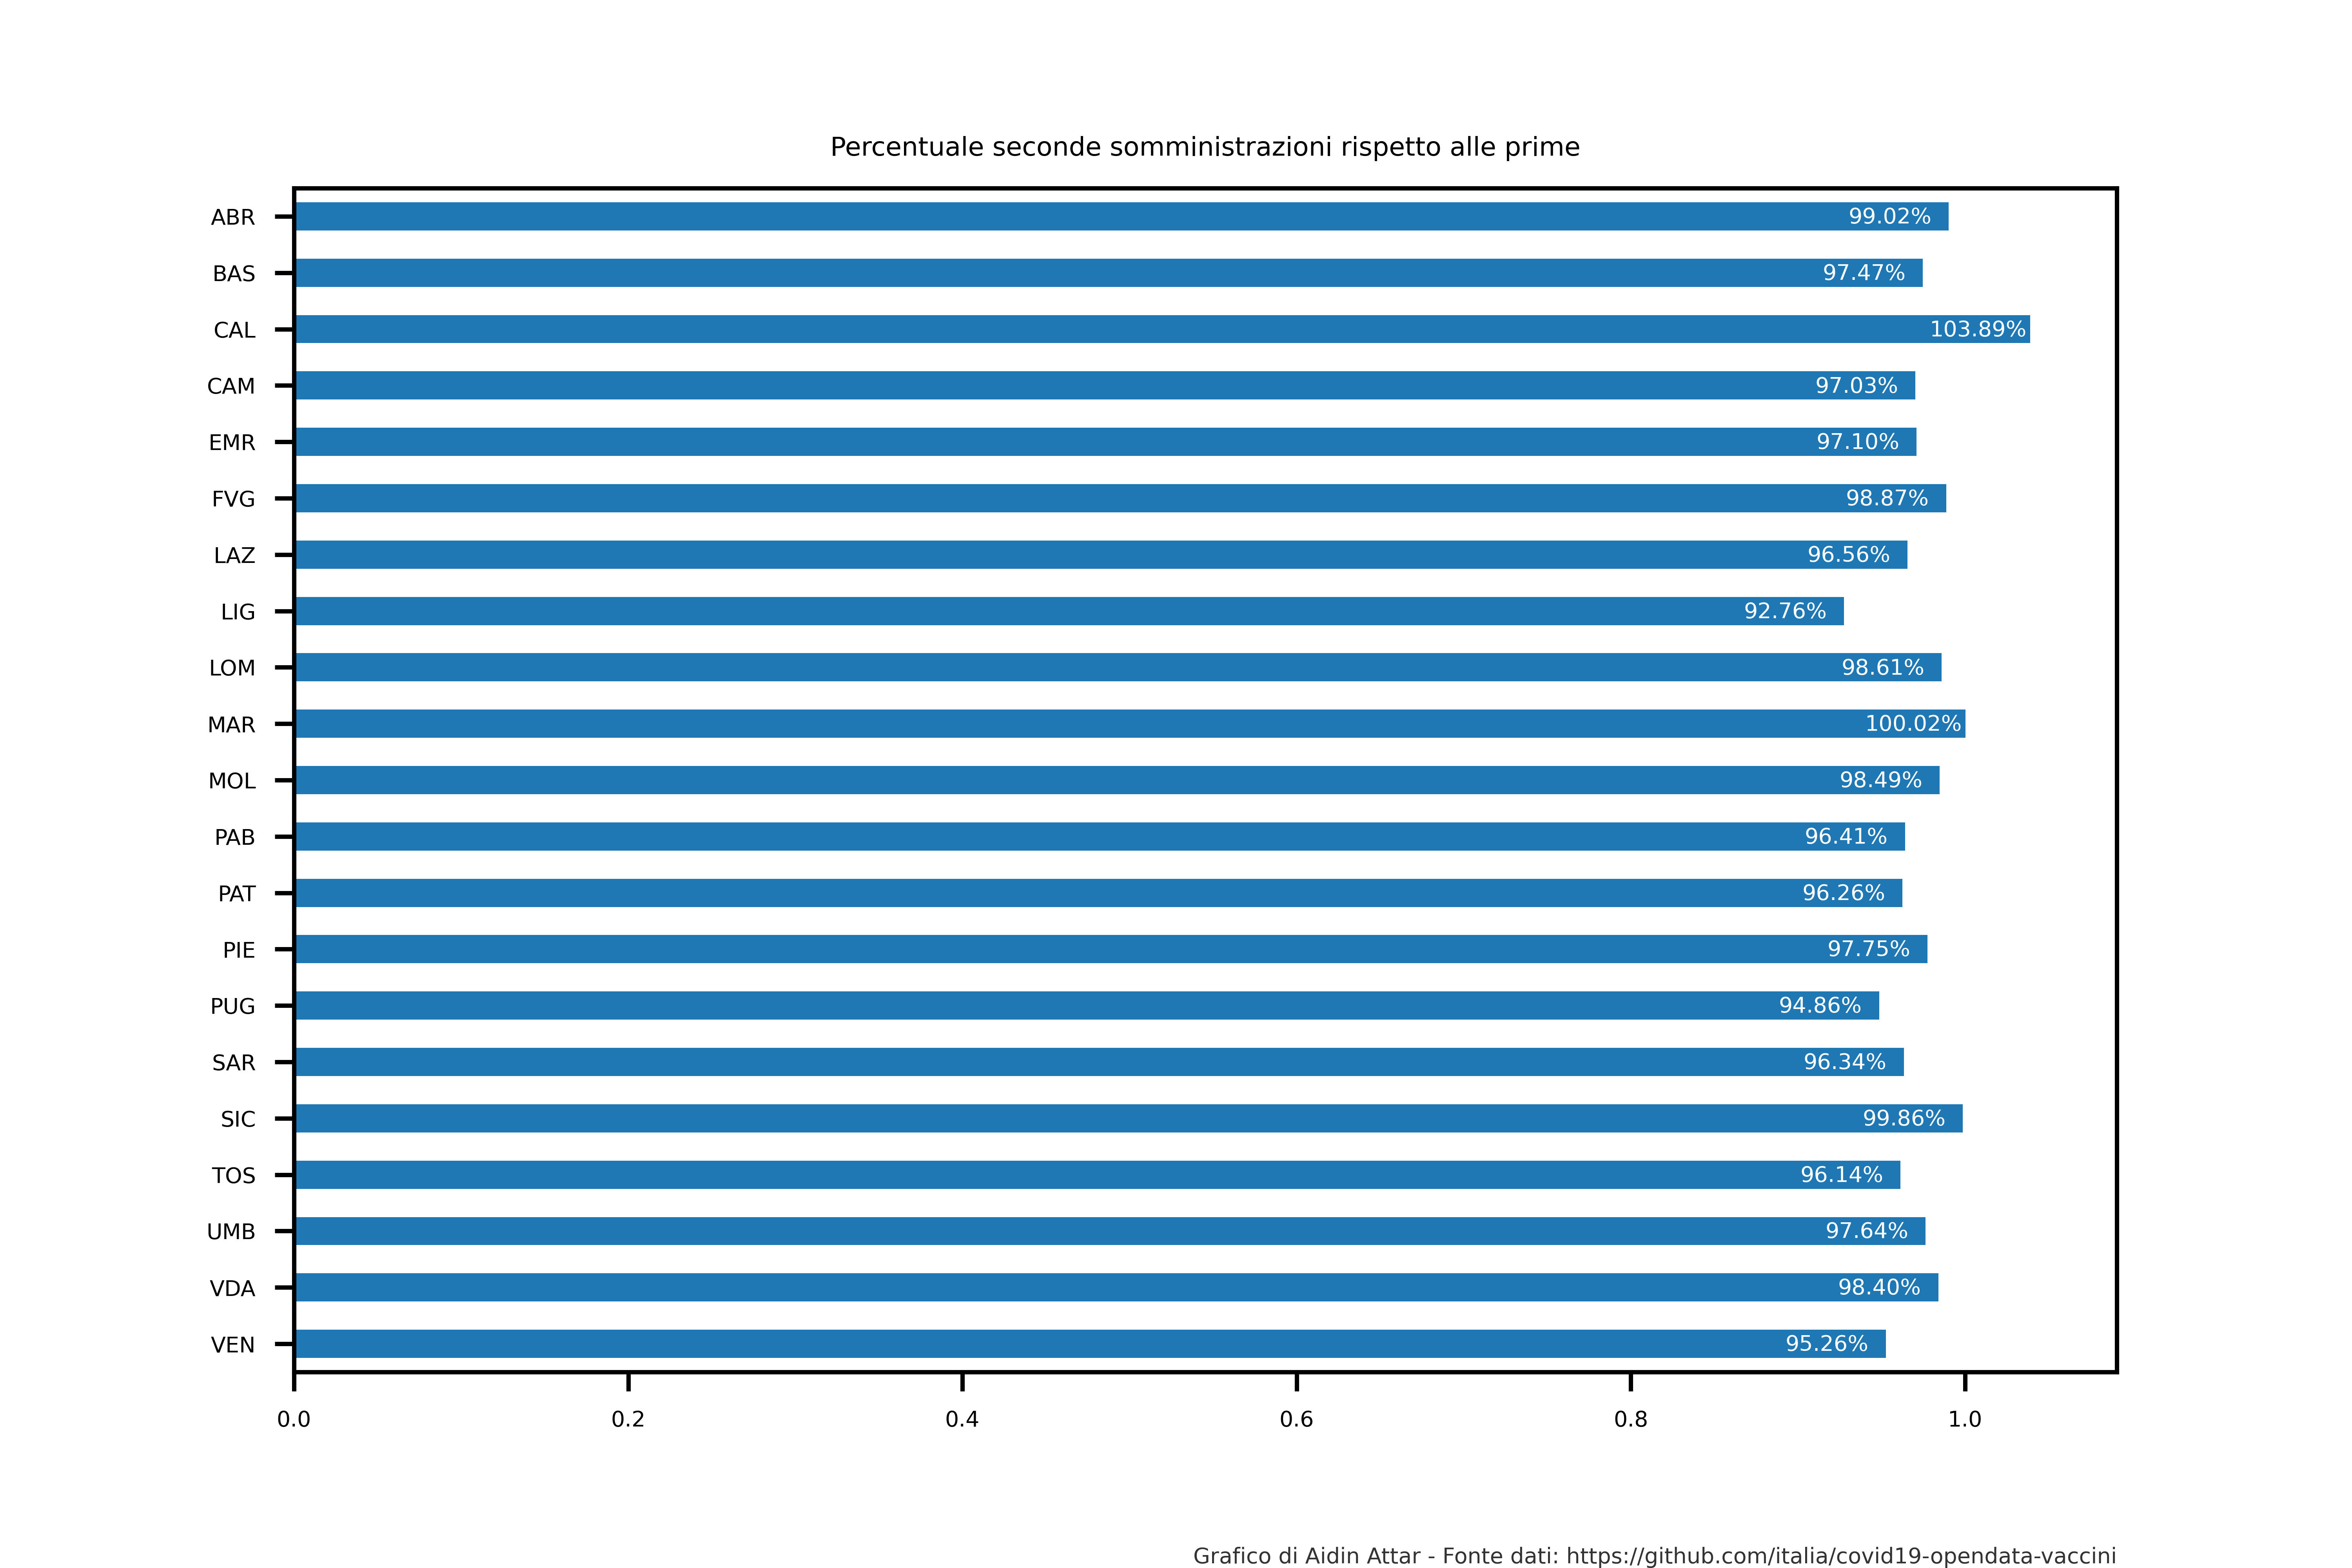 Percentuale seconde somministrazioni rispetto alle prime
ABR 99.02%
BAS 97.47%
CAL 103.89%
CAM 97.03%
EMR 97.10%
FVG 98.87%
LAZ 96.56%
LIG 92.76%
LOM 98.61%
MAR 100.02%
MOL 98.49%
PAB 96.41%
PAT 96.26%
PIE 97.75%
PUG 94.86%
SAR 96.34%
SIC 99.86%
TOS 96.14%
UMB 97.64%
VDA 98.40%
VEN 95.26%
0.0 0.2 0.4 0.6 0.8 1.0
Grafico di Aidin Attar - Fonte dati: https://github.com/italia/covid19-opendata-vaccini